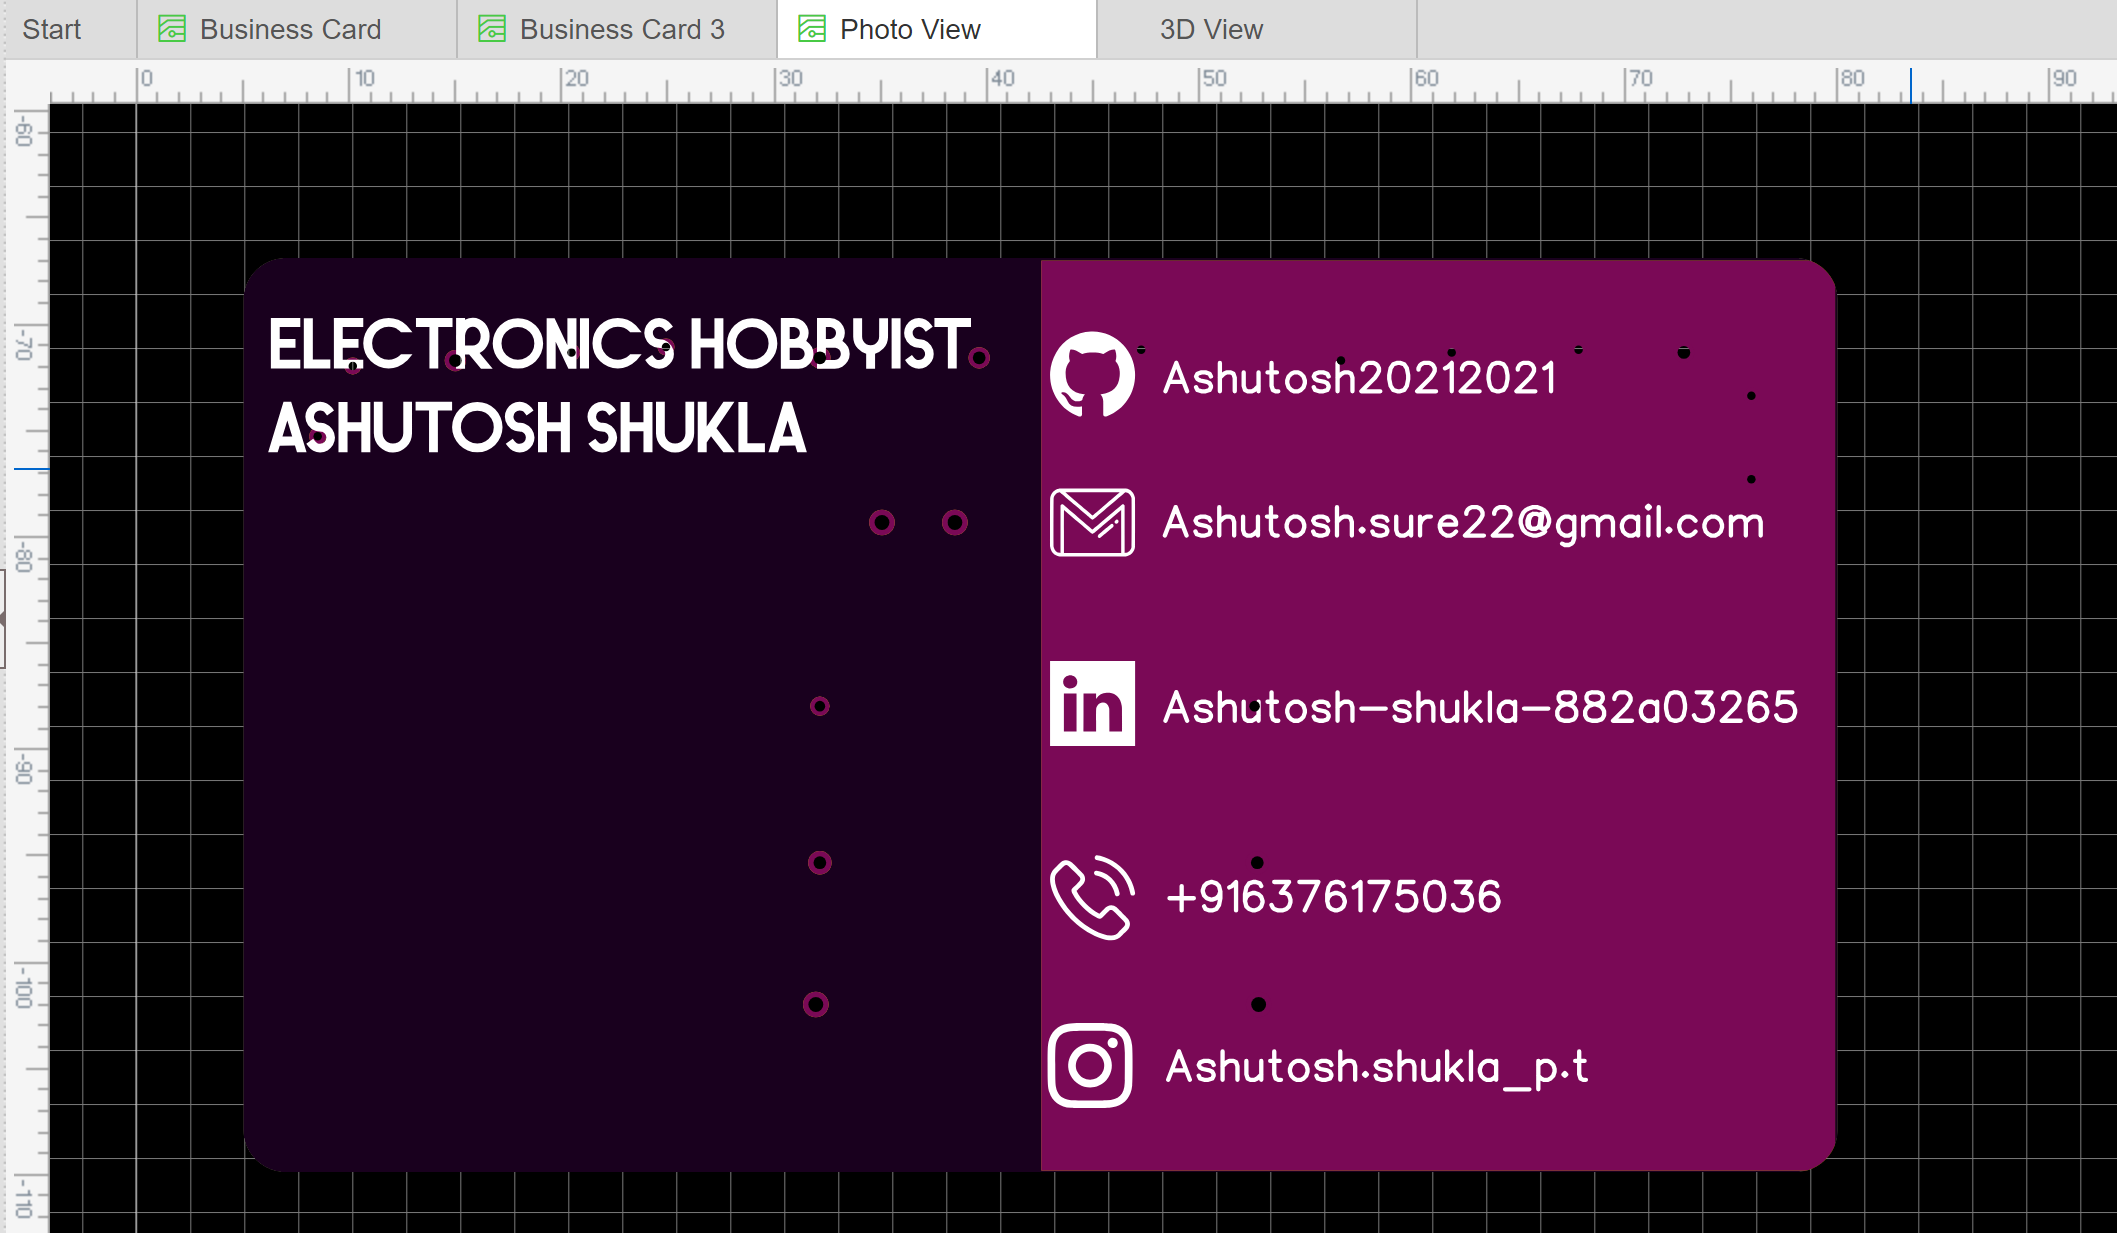 Start
Business Card
Business Card 3
Photo View
3D View
0 10 20 30 40 50 60 70 80 90
-60
-70
-80
-90
-100
-110
ELECTRONICS HOBBYIST
ASHUTOSH SHUKLA
Ashutosh20212021
Ashutosh.sure22@gmail.com
in
Ashutosh-shukla-882a03265
+916376175036
Ashutosh.shukla_p.t